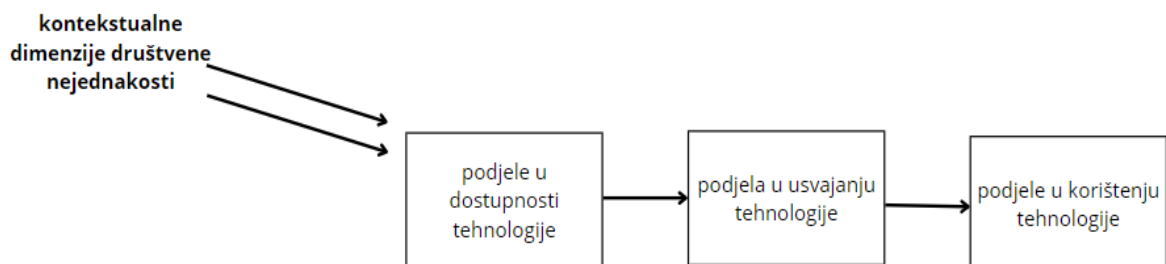 kontekstualne
dimenzije društvene
nejednakosti
podjele u
dostupnosti
tehnologije
podjela u usvajanju
tehnologije
podjele u korištenju
tehnologije